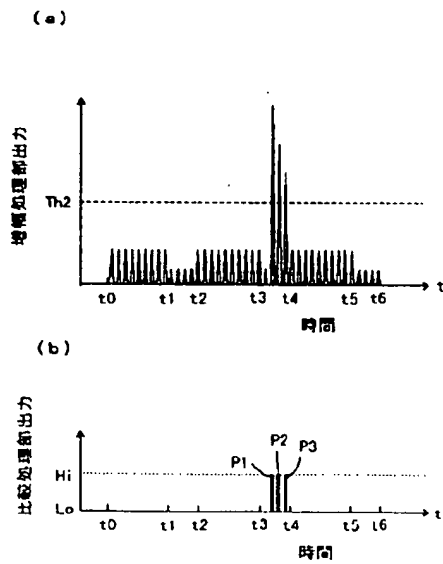 (a)
増幅処理部出力
Th2
t0 t1 t2 t3 t4 t5 t6 t
時間
(b)
比較処理部出力
P1 P2 P3
Hi
Lo
t0 t1 t2 t3 t4 t5 t6 t
時間